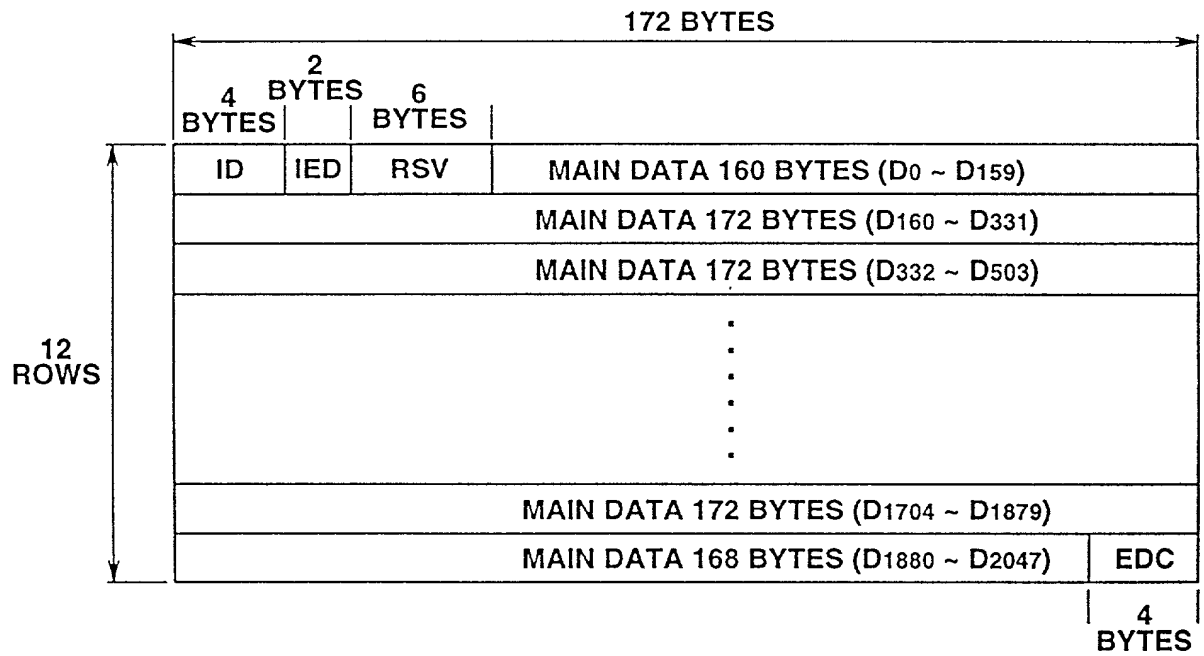 172 BYTES
4 BYTES
2 BYTES
6 BYTES
ID
IED
RSV
MAIN DATA 160 BYTES (D0 ~ D159)
MAIN DATA 172 BYTES (D160 ~ D331)
MAIN DATA 172 BYTES (D332 ~ D503)
12 ROWS
MAIN DATA 172 BYTES (D1704 ~ D1879)
MAIN DATA 168 BYTES (D1880 ~ D2047)
EDC
4 BYTES